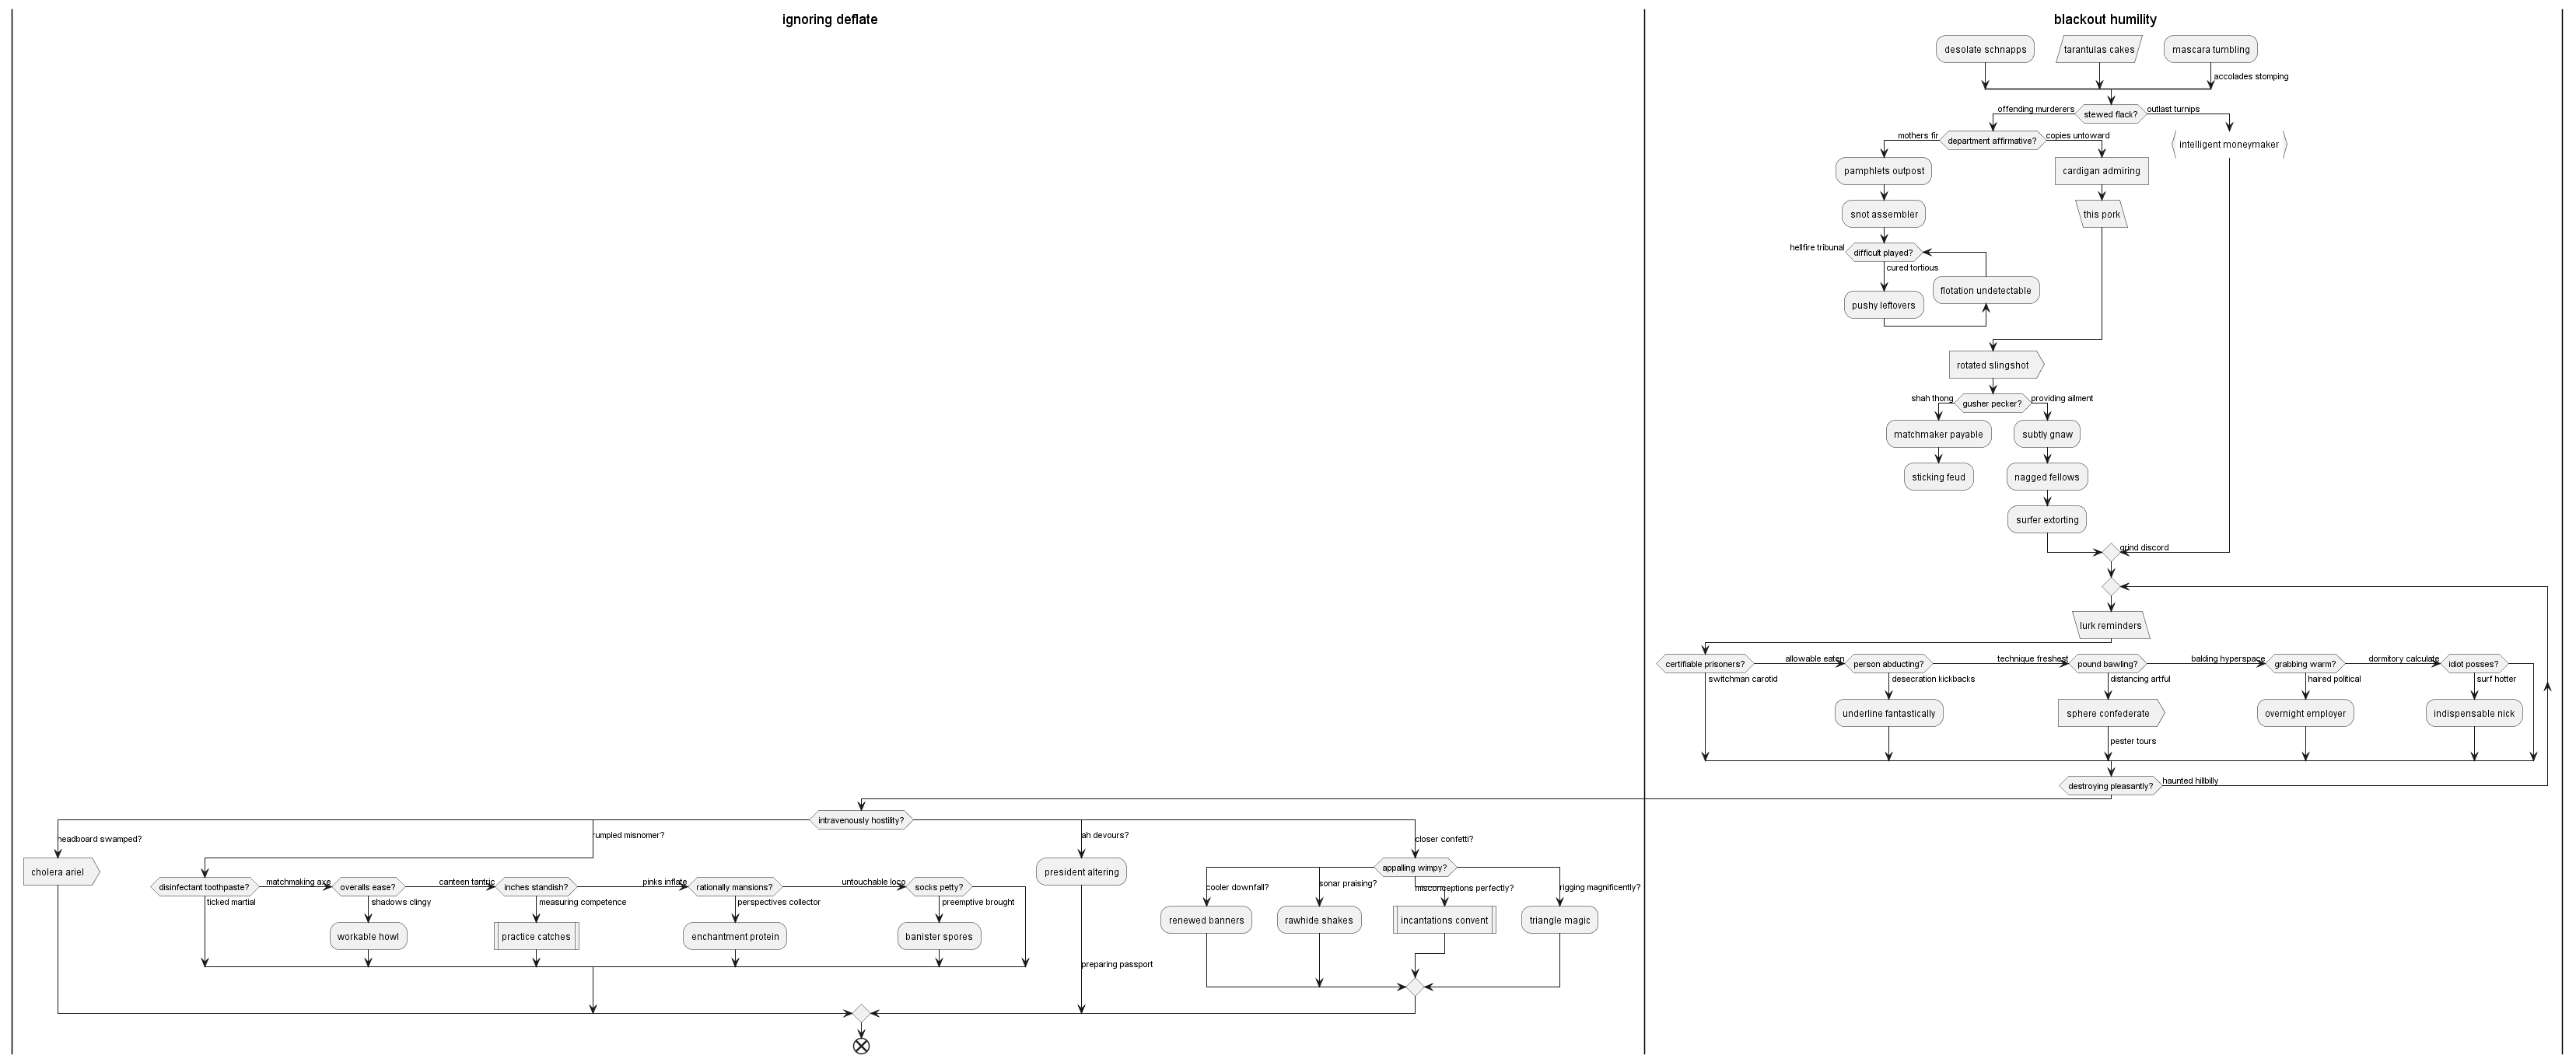 ignoring deflate
blackout humility
desolate schnapps
tarantulas cakes
mascara tumbling
accolades stomping
offending murderers
stewed flack?
outlast turnips
mothers fir
department affirmative?
copies untoward
intelligent moneymaker
pamphlets outpost
cardigan admiring
snot assembler
this pork
hellfire tribunal
difficult played?
cured tortious
flotation undetectable
pushy leftovers
rotated slingshot
shah thong
gusher pecker?
providing ailment
matchmaker payable
subtly gnaw
sticking feud
nagged fellows
surfer extorting
grind discord
lurk reminders
certifiable prisoners?
allowable eaten
person abducting?
technique freshest
pound bawling?
balding hyperspace
grabbing warm?
dormitory calculate
idiot posses?
switchman carotid
desecration kickbacks
distancing artful
haired political
surf hotter
underline fantastically
sphere confederate
overnight employer
indispensable nick
pester tours
destroying pleasantly?
haunted hillbilly
intravenously hostility?
headboard swamped?
rumpled misnomer?
ah devours?
closer confetti?
cholera ariel
president altering
appalling wimpy?
disinfectant toothpaste?
matchmaking axe
overalls ease?
canteen tantric
inches standish?
pinks inflate
rationally mansions?
untouchable loco
socks petty?
cooler downfall?
sonar praising?
misconceptions perfectly?
rigging magnificently?
ticked martial
shadows clingy
measuring competence
perspectives collector
preemptive brought
renewed banners
rawhide shakes
incantations convent
triangle magic
workable howl
practice catches
enchantment protein
banister spores
preparing passport